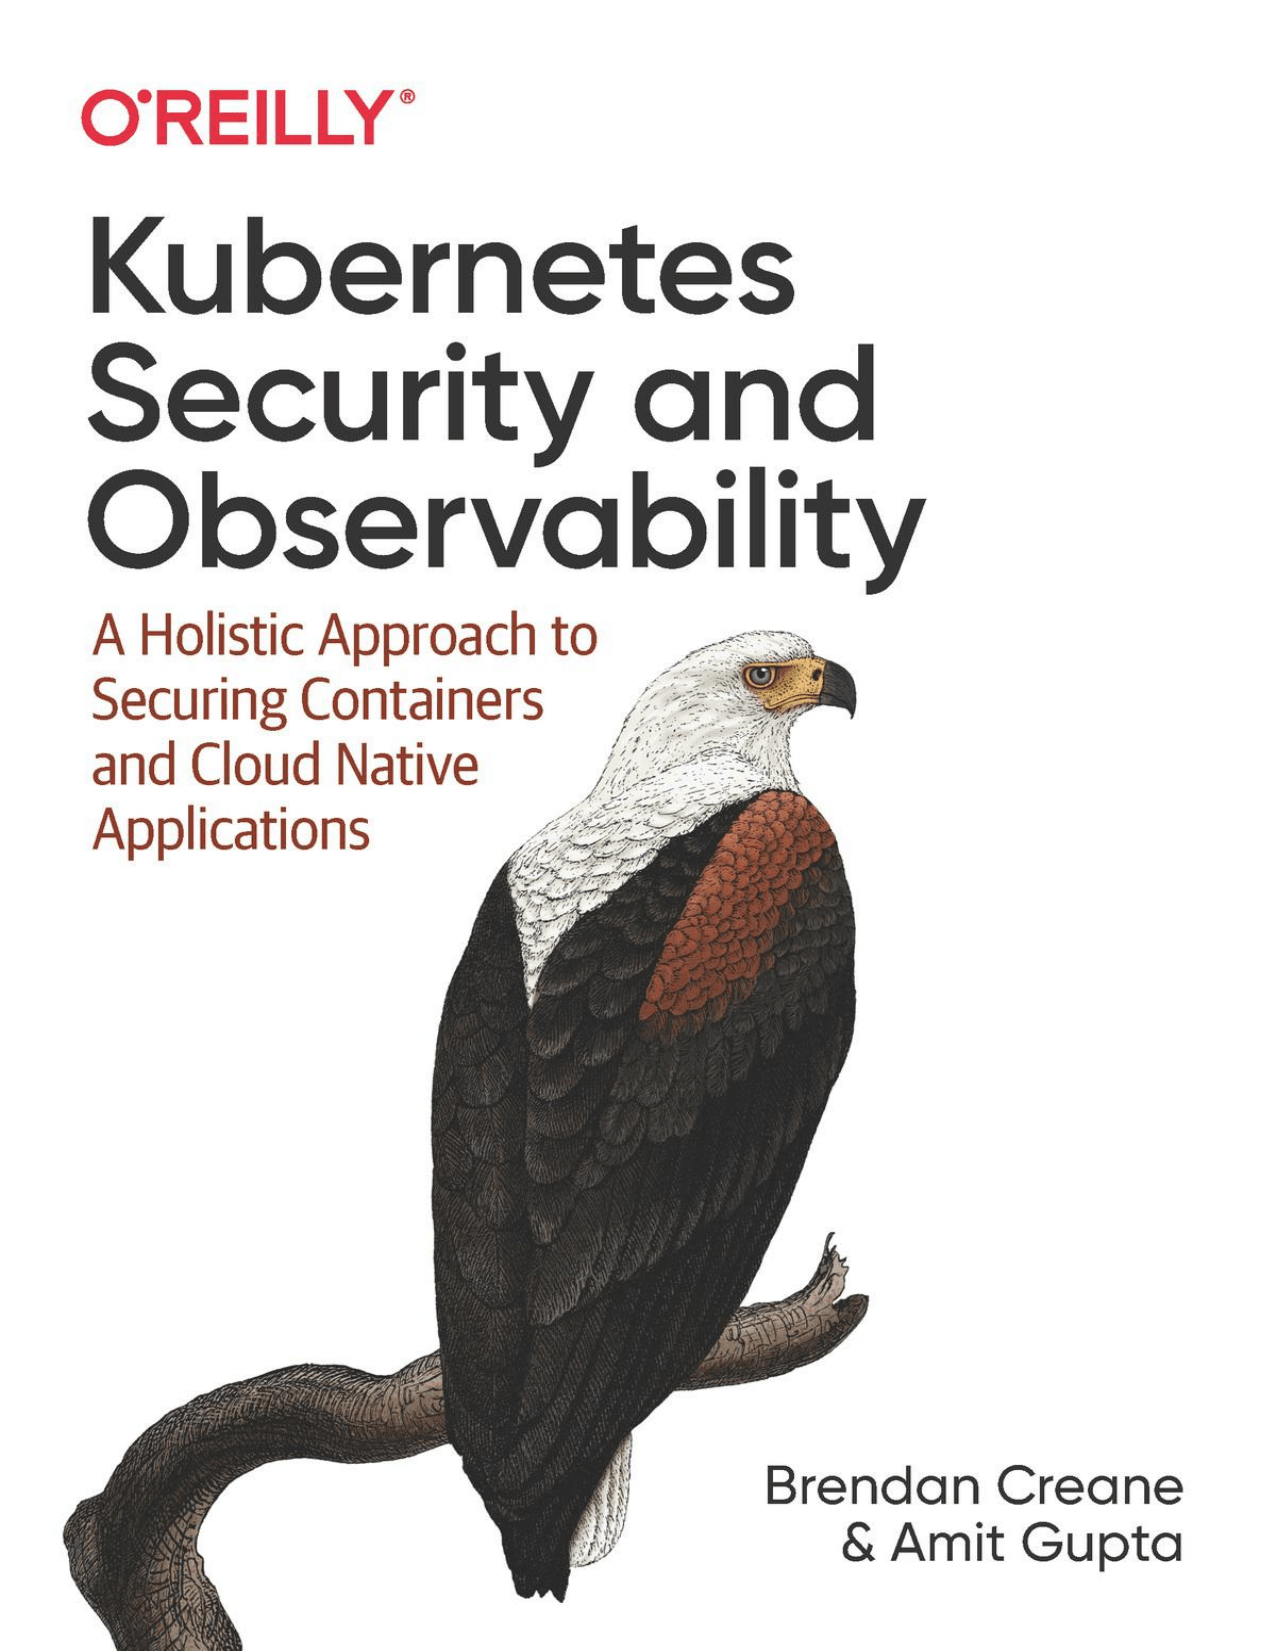 O'REILLY®
Kubernetes
Security and
Observability
A Holistic Approach to
Securing Containers
and Cloud Native
Applications
Brendan Creane
& Amit Gupta